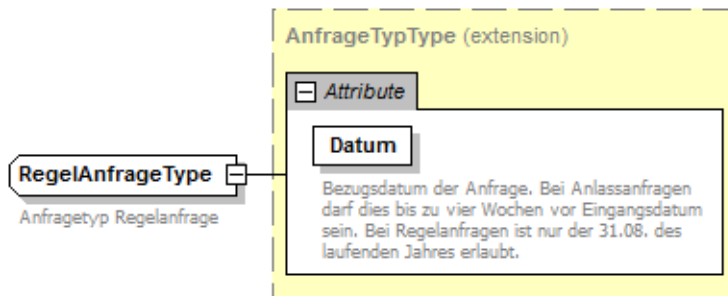 AnfrageTypType (extension)
Attribute
Datum
Bezugsdatum der Anfrage. Bei Anlassanfragen
darf dies bis zu vier Wochen vor Eingangsdatum
sein. Bei Regelanfragen ist nur der 31.08. des
laufenden Jahres erlaubt.
RegelAnfrageType
Anfragetyp Regelanfrage